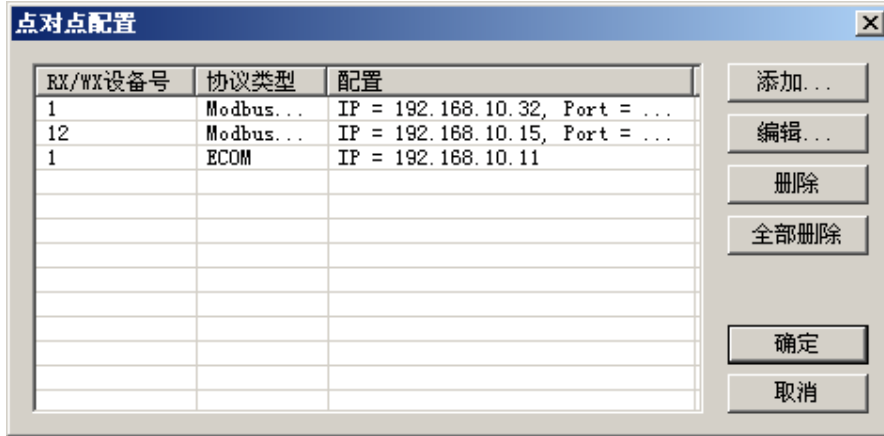 点对点配置
RX/WX设备号 协议类型 配置
1 Modbus... IP = 192.168.10.32, Port = ...
12 Modbus... IP = 192.168.10.15, Port = ...
1 ECOM IP = 192.168.10.11
添加...
编辑...
删除
全部删除
确定
取消